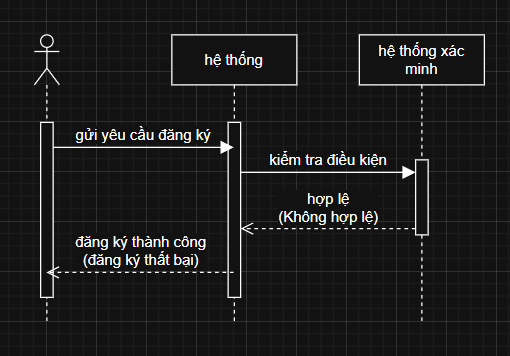 hệ thống
hệ thống xác
minh
gửi yêu cầu đăng ký
kiểm tra điều kiện
hợp lệ
(Không hợp lệ)
đăng ký thành công
(đăng ký thất bại)